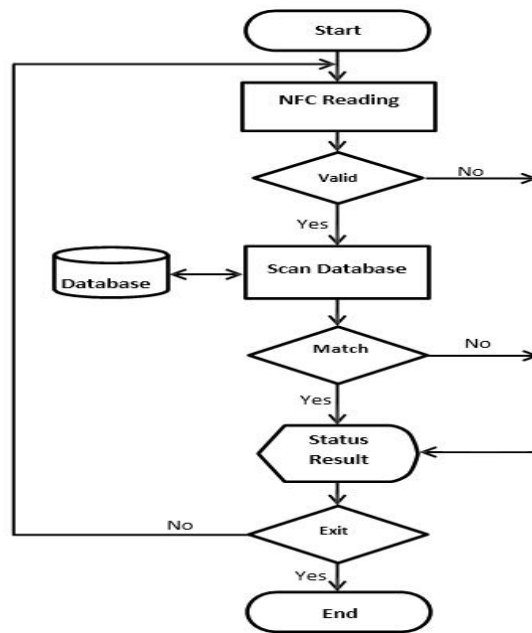 Start
NFC Reading
Valid
No
Yes
Scan Database
Database
Match
No
Yes
Status
Result
Exit
No
Yes
End